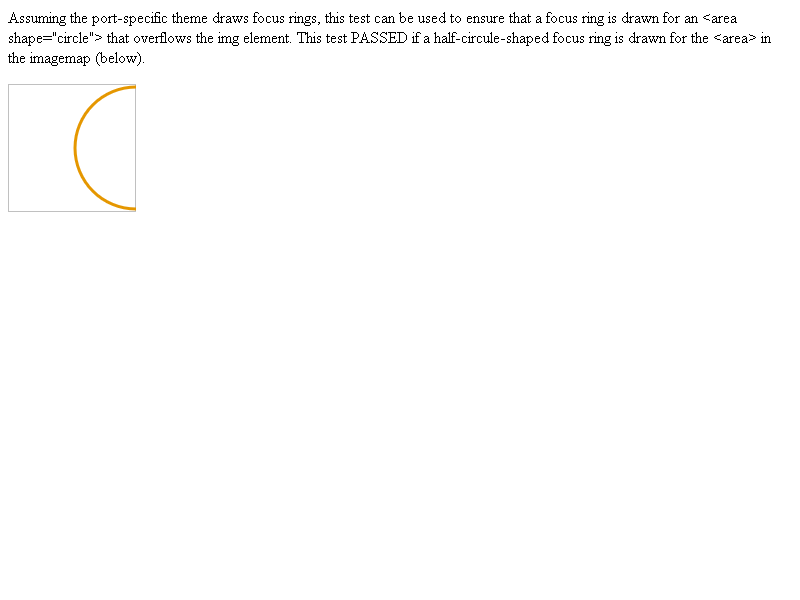 Assuming the port-specific theme draws focus rings, this test can be used to ensure that a focus ring is drawn for an <area
shape="circle"> that overflows the img element. This test PASSED if a half-circule-shaped focus ring is drawn for the <area> in
the imagemap (below).